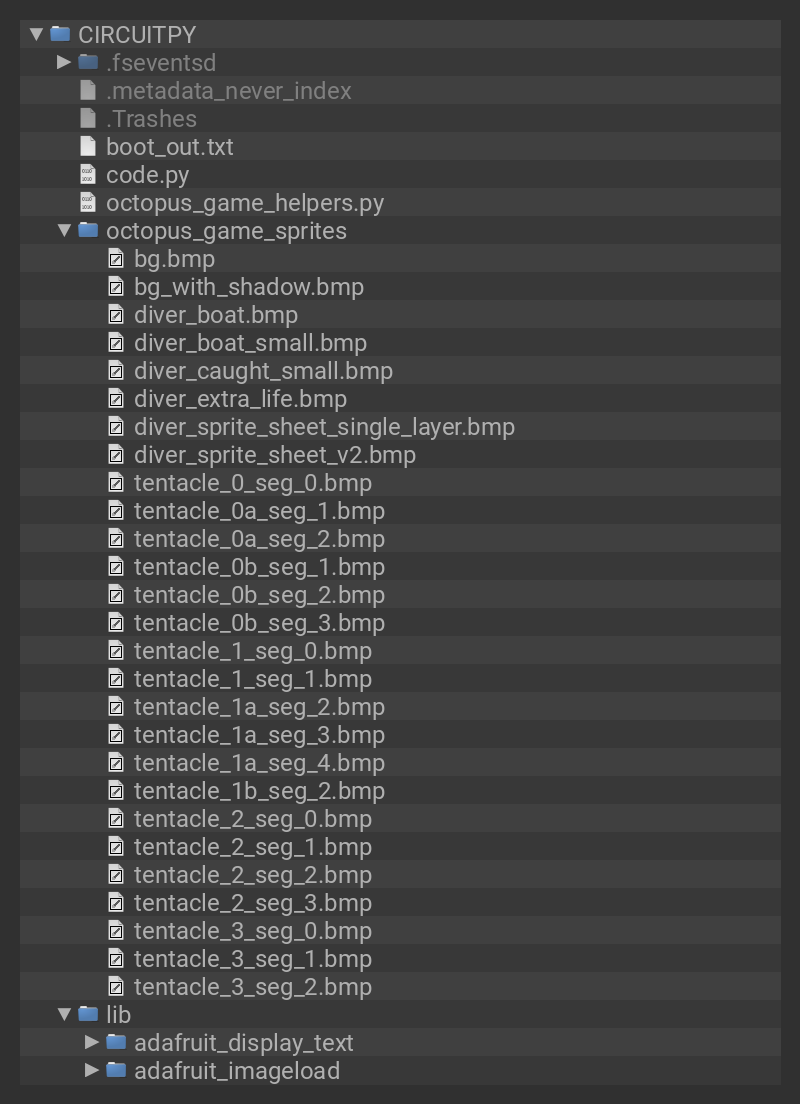 CIRCUITPY
.fseventsd
.metadata_never_index
.Trashes
boot_out.txt
code.py
octopus_game_helpers.py
octopus_game_sprites
bg.bmp
bg_with_shadow.bmp
diver_boat.bmp
diver_boat_small.bmp
diver_caught_small.bmp
diver_extra_life.bmp
diver_sprite_sheet_single_layer.bmp
diver_sprite_sheet_v2.bmp
tentacle_0_seg_0.bmp
tentacle_0a_seg_1.bmp
tentacle_0a_seg_2.bmp
tentacle_0b_seg_1.bmp
tentacle_0b_seg_2.bmp
tentacle_0b_seg_3.bmp
tentacle_1_seg_0.bmp
tentacle_1_seg_1.bmp
tentacle_1a_seg_2.bmp
tentacle_1a_seg_3.bmp
tentacle_1a_seg_4.bmp
tentacle_1b_seg_2.bmp
tentacle_2_seg_0.bmp
tentacle_2_seg_1.bmp
tentacle_2_seg_2.bmp
tentacle_2_seg_3.bmp
tentacle_3_seg_0.bmp
tentacle_3_seg_1.bmp
tentacle_3_seg_2.bmp
lib
adafruit_display_text
adafruit_imageload